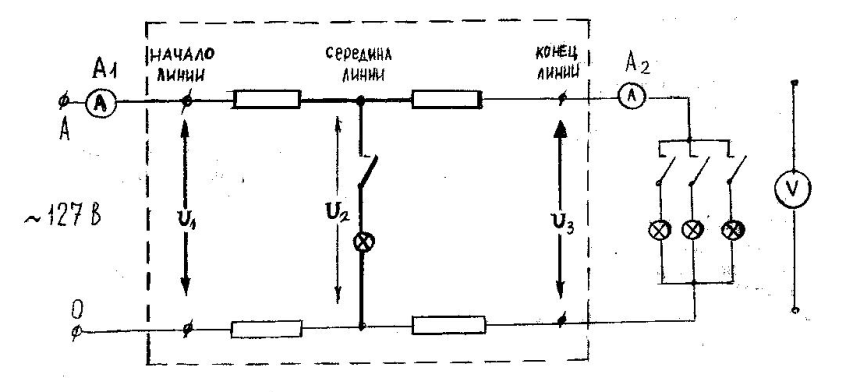 A1
НАЧАЛО
ЛИНИИ
СЕРЕДИНА
ЛИНИИ
КОНЕЦ
ЛИНИИ
A2
A
A
A
~127 В
U1
U2
U3
V
0